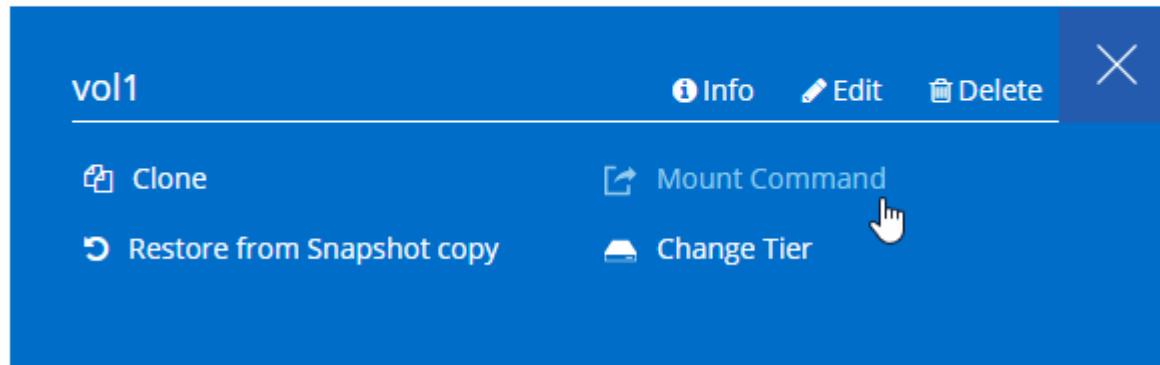 vol1 Info Edit Delete
Clone Mount Command
Restore from Snapshot copy Change Tier